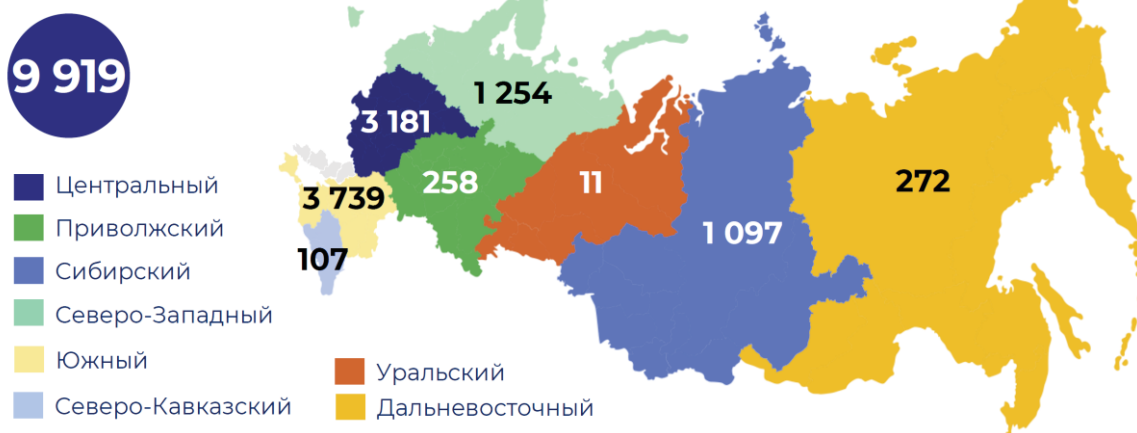 9 919
1 254
3 181
258
11
272
3 739
1 097
107
Центральный
Приволжский
Сибирский
Северо-Западный
Южный
Северо-Кавказский
Уральский
Дальневосточный